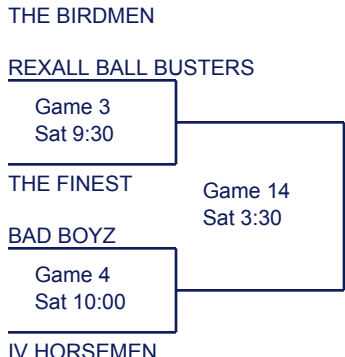 THE BIRDMEN
REXALL BALL BUSTERS
Game 3
Sat 9:30
THE FINEST
Game 14
Sat 3:30
BAD BOYZ
Game 4
Sat 10:00
IV HORSEMEN